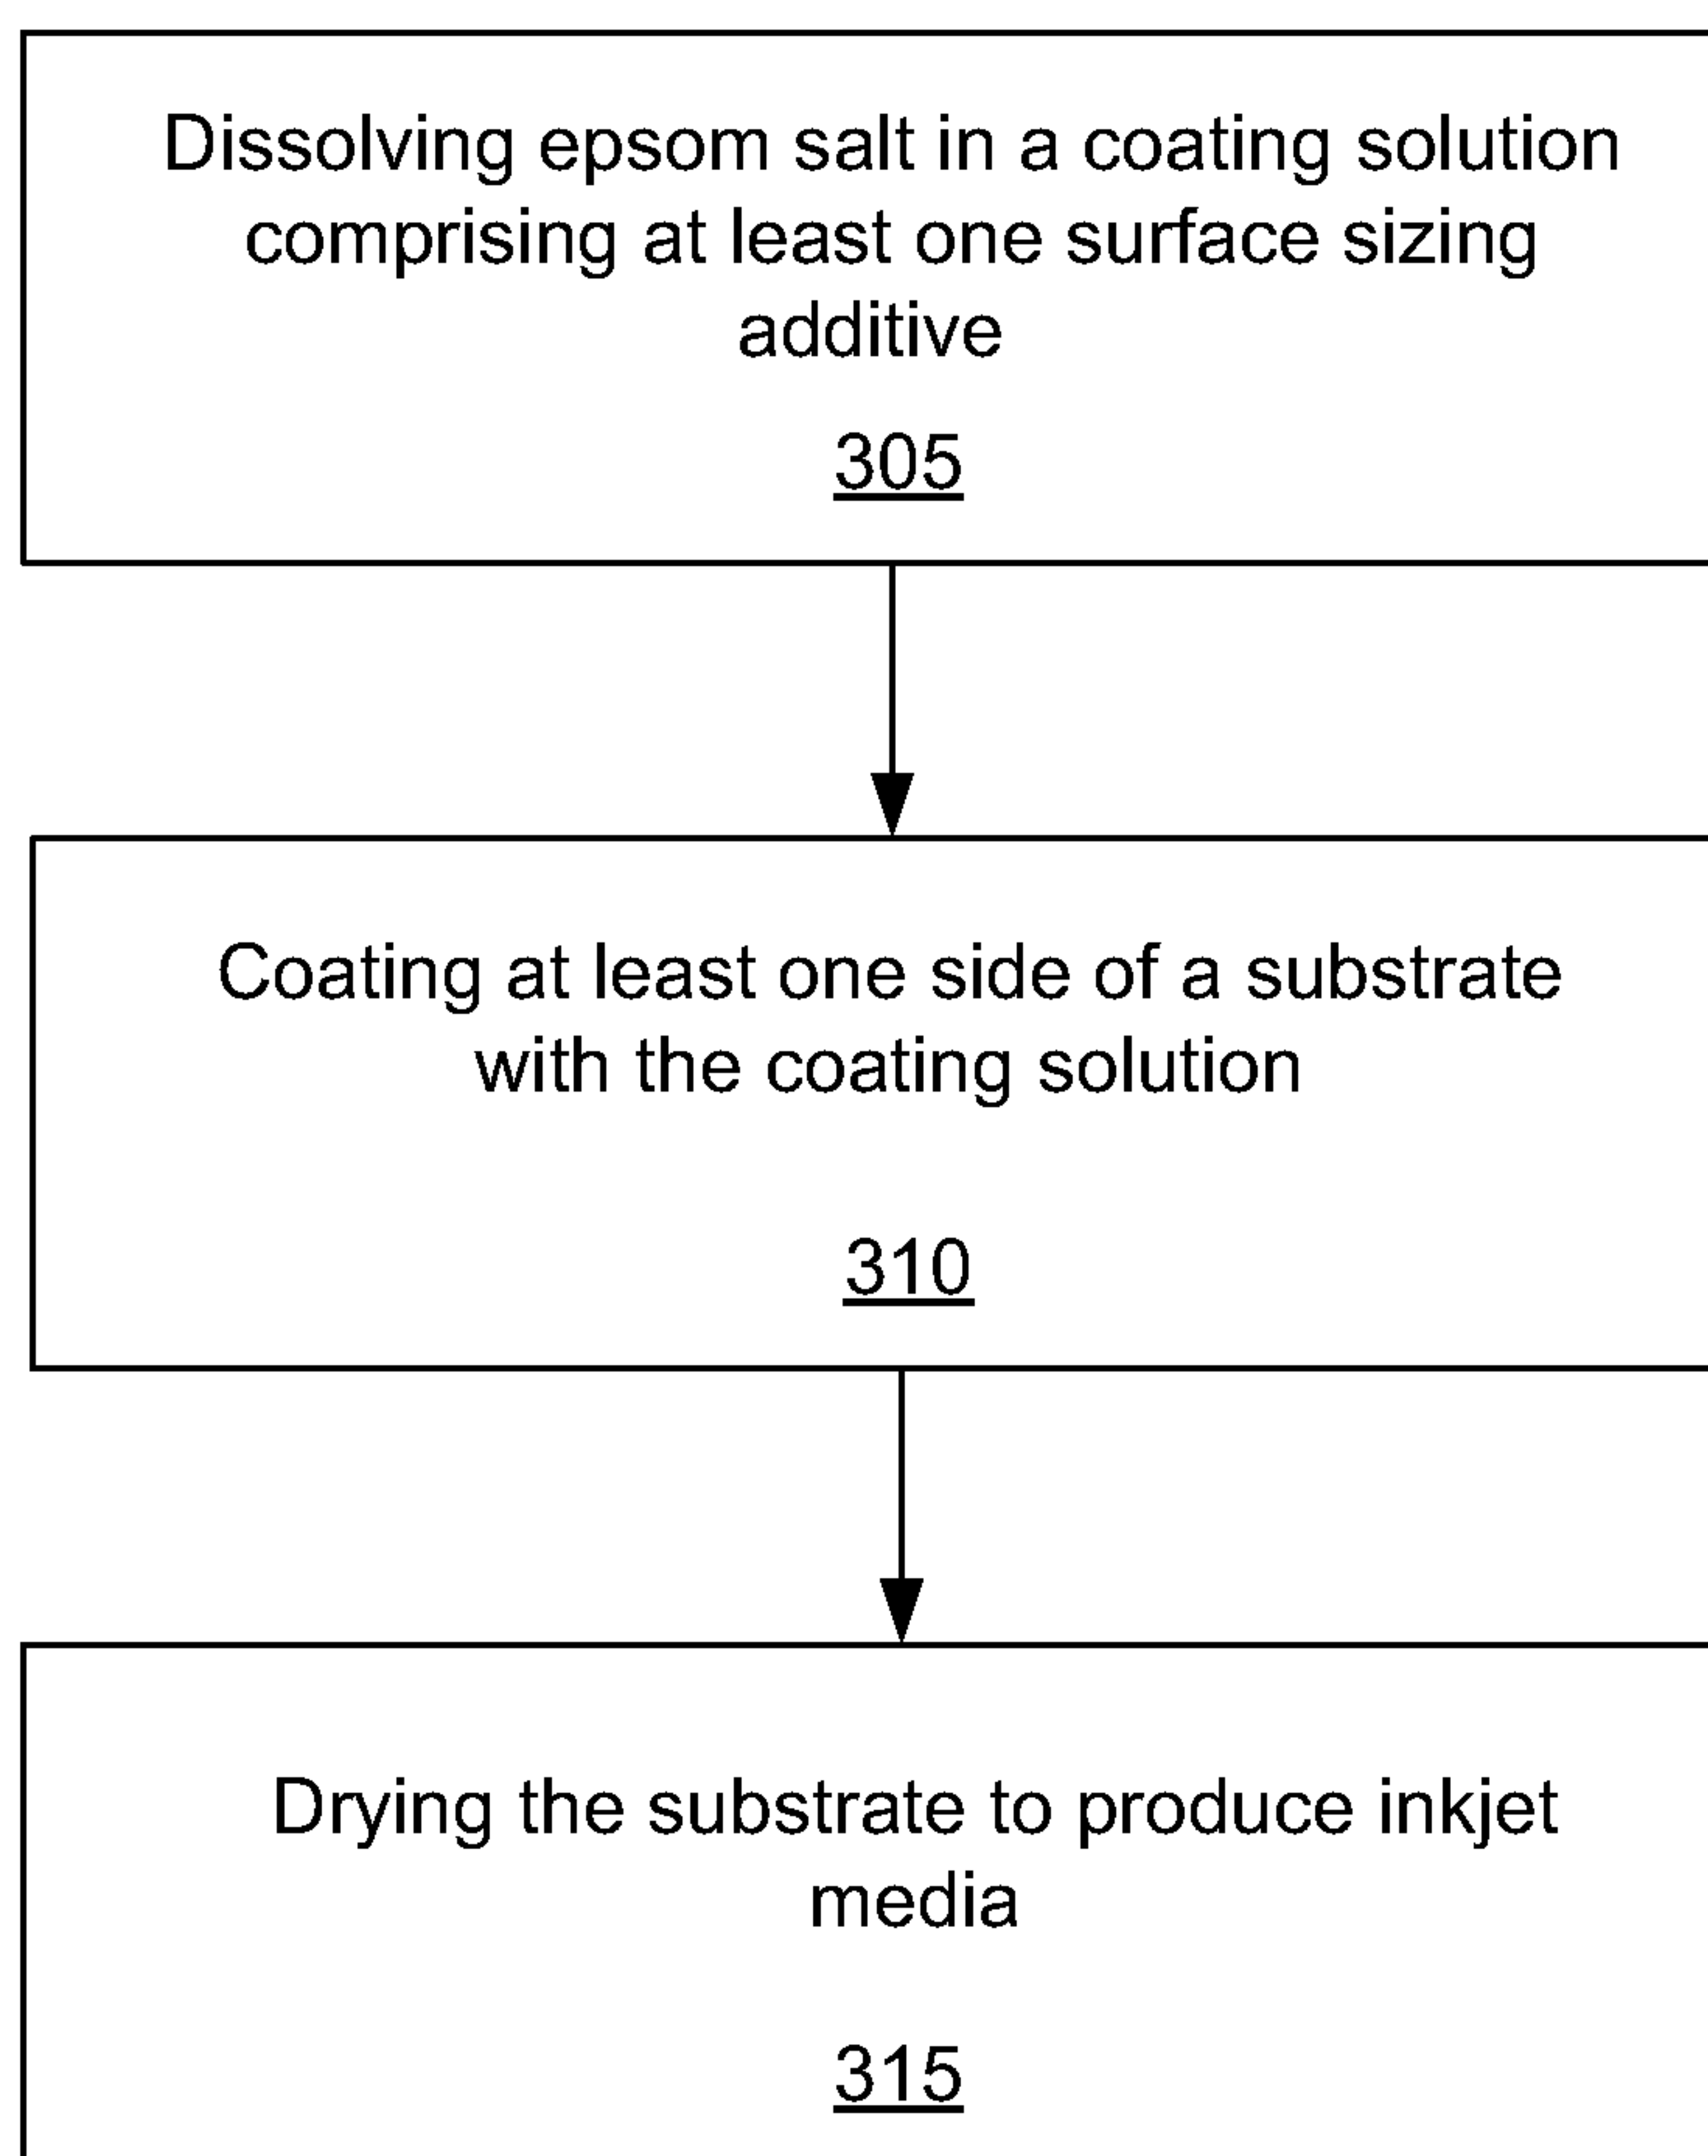 Dissolving epsom salt in a coating solution
comprising at least one surface sizing
additive
305
Coating at least one side of a substrate
with the coating solution
310
Drying the substrate to produce inkjet
media
315